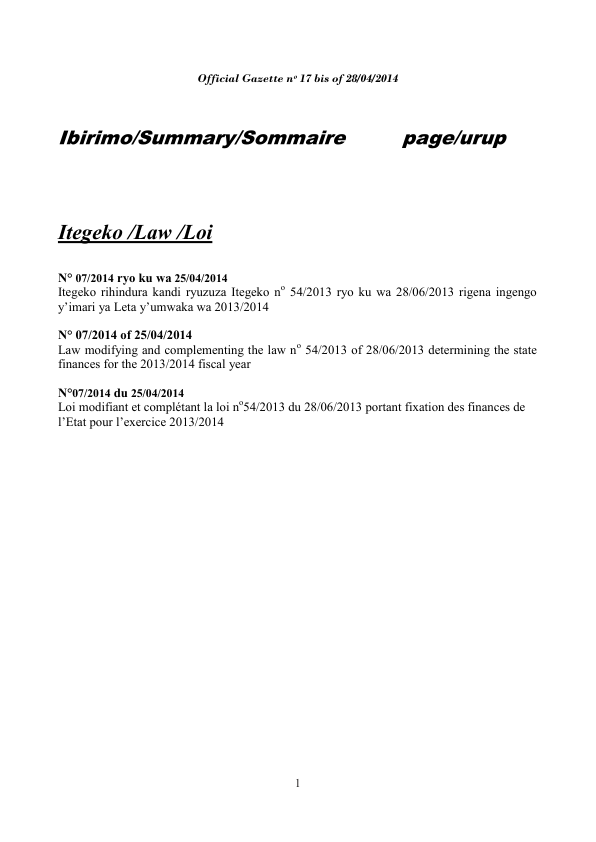 Official Gazette nº 17 bis of 28/04/2014
Ibirimo/Summary/Sommaire page/urup
Itegeko /Law /Loi
N° 07/2014 ryo ku wa 25/04/2014
Itegeko rihindura kandi ryuzuza Itegeko nº 54/2013 ryo ku wa 28/06/2013 rigena ingengo
y’imari ya Leta y’umwaka wa 2013/2014
N° 07/2014 of 25/04/2014
Law modifying and complementing the law nº 54/2013 of 28/06/2013 determining the state
finances for the 2013/2014 fiscal year
N°07/2014 du 25/04/2014
Loi modifiant et complétant la loi nº54/2013 du 28/06/2013 portant fixation des finances de
l’Etat pour l’exercice 2013/2014
1